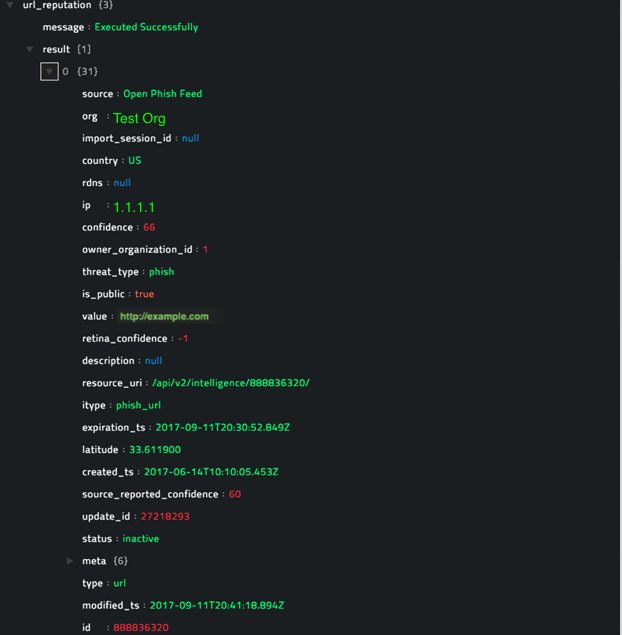 url_reputation {3}
message : Executed Successfully
result [1]
0 {31}
source : Open Phish Feed
org : Test Org
import_session_id : null
country : US
rdns : null
ip : 1.1.1.1
confidence : 66
owner_organization_id : 1
threat_type : phish
is_public : true
value : http://example.com
retina_confidence : -1
description : null
resource_uri : /api/v2/intelligence/888836320/
itype : phish_url
expiration_ts : 2017-09-11T20:30:52.849Z
latitude : 33.611900
created_ts : 2017-06-14T10:10:05.453Z
source_reported_confidence : 60
update_id : 27218293
status : inactive
meta {6}
type : url
modified_ts : 2017-09-11T20:41:18.894Z
id : 888836320